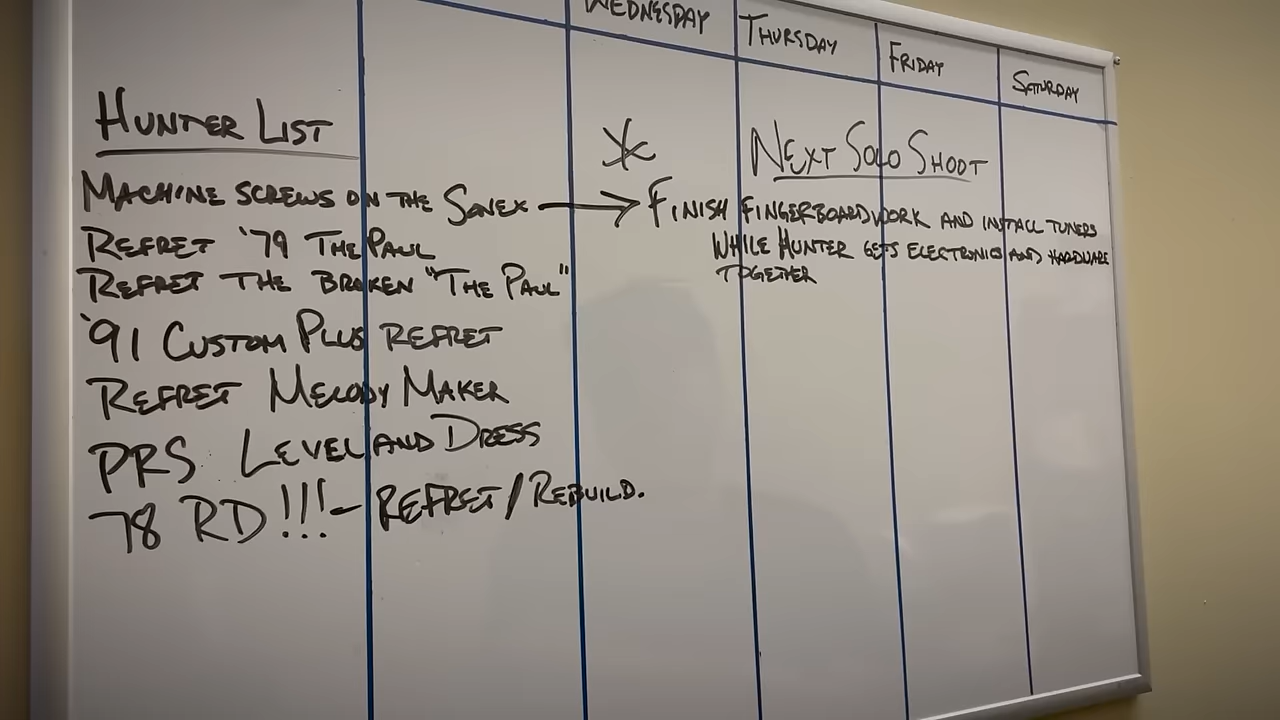 WEDNESDAY
THURSDAY
FRIDAY
SATURDAY
HUNTER LIST
MACHINE SCREWS ON THE SONEX
REFRET '79 THE PAUL
REFRET THE BROKEN "THE PAUL"
'91 CUSTOM PLUS REFRET
REFRET MELODY MAKER
PRS LEVEL AND DRESS
78 RD!!!- REFRET/REBUILD.
NEXT SOLO SHOOT
FINISH FINGERBOARD WORK AND INSTALL TUNERS
WHILE HUNTER GETS ELECTRONICS AND HARDWARE
TOGETHER